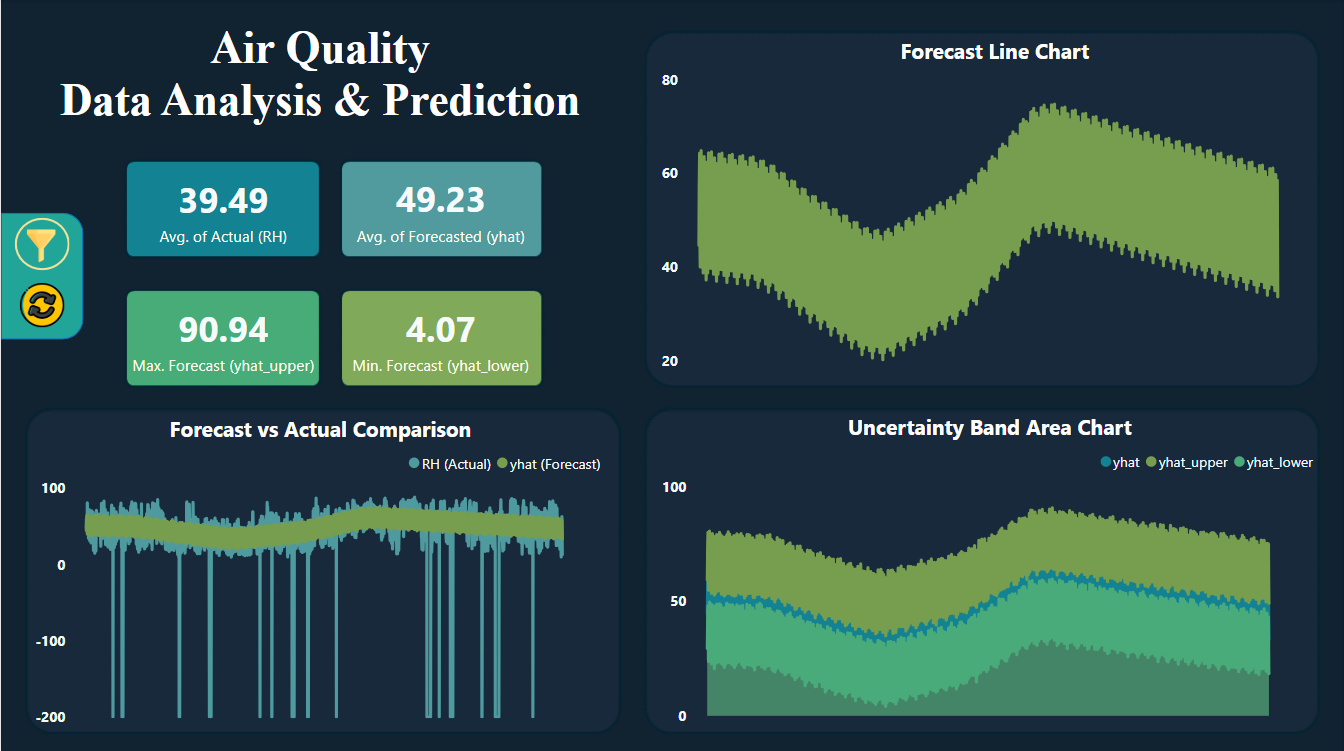 Air Quality
Data Analysis & Prediction
39.49
Avg. of Actual (RH)
49.23
Avg. of Forecasted (yhat)
90.94
Max. Forecast (yhat_upper)
4.07
Min. Forecast (yhat_lower)
Forecast Line Chart
80
60
40
20
Forecast vs Actual Comparison
RH (Actual) yhat (Forecast)
100
0
-100
-200
Uncertainty Band Area Chart
yhat yhat_upper yhat_lower
100
50
0